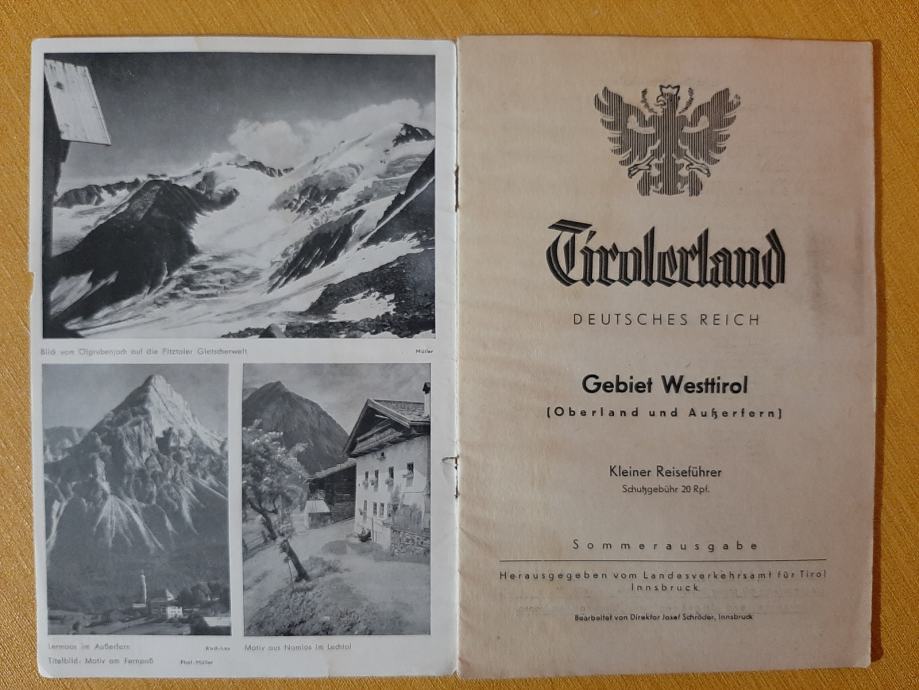 Blick vom Ölgrubenjoch auf die Pitztaler Gletscherwelt
Müller
Lermoos im Außerfern
Motiv aus Namlos im Lechtal
Titelbild: Motiv am Fernpaß
Phot. Müller
Tirolerland
DEUTSCHES REICH
Gebiet Westtirol
(Oberland und Außerfern)
Kleiner Reiseführer
Schutzgebühr 20 Rpf.
Sommerausgabe
Herausgegeben vom Landesverkehrsamt für Tirol
Innsbruck
Bearbeitet von Direktor Josef Schröder, Innsbruck